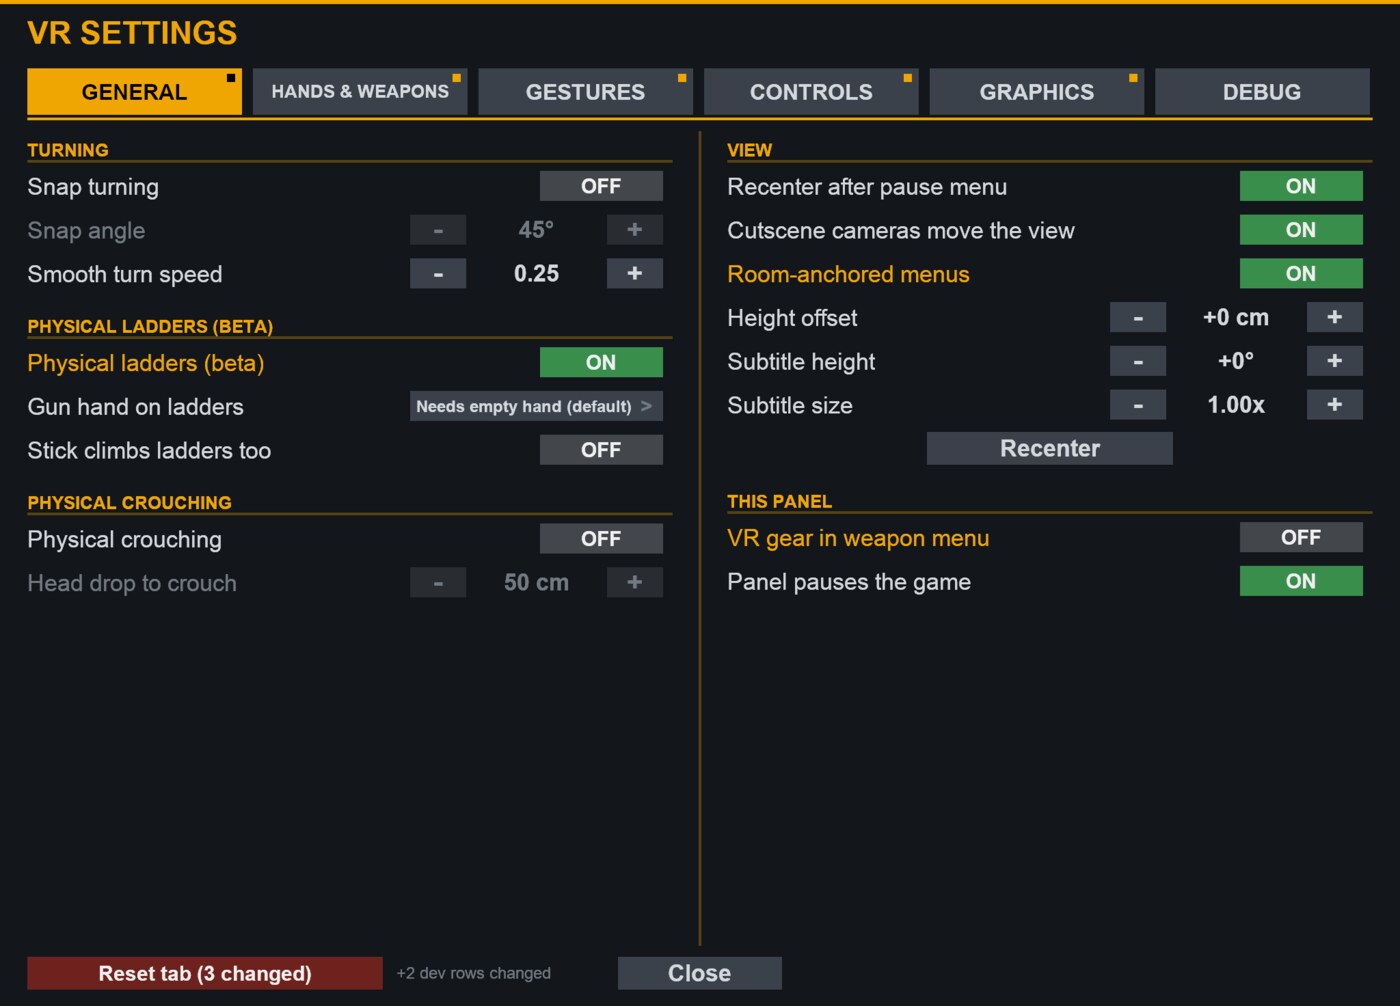 VR SETTINGS
GENERAL
HANDS & WEAPONS
GESTURES
CONTROLS
GRAPHICS
DEBUG
TURNING
Snap turning OFF
Snap angle - 45° +
Smooth turn speed - 0.25 +
PHYSICAL LADDERS (BETA)
Physical ladders (beta) ON
Gun hand on ladders Needs empty hand (default) >
Stick climbs ladders too OFF
PHYSICAL CROUCHING
Physical crouching OFF
Head drop to crouch - 50 cm +
VIEW
Recenter after pause menu ON
Cutscene cameras move the view ON
Room-anchored menus ON
Height offset - +0 cm +
Subtitle height - +0° +
Subtitle size - 1.00x +
Recenter
THIS PANEL
VR gear in weapon menu OFF
Panel pauses the game ON
Reset tab (3 changed) +2 dev rows changed Close